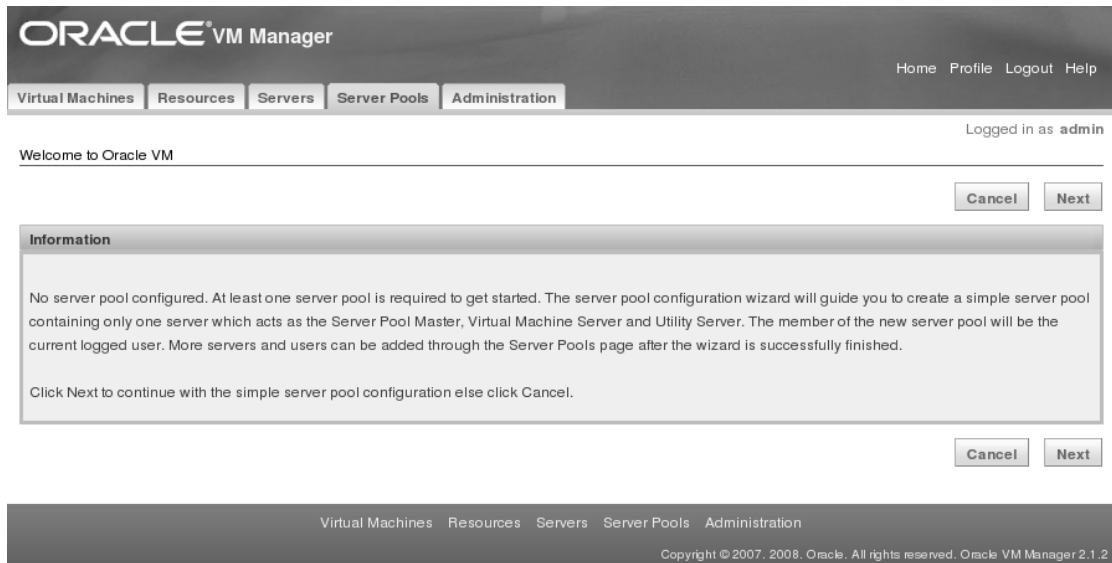 ORACLE VM Manager
Home Profile Logout Help
Virtual Machines Resources Servers Server Pools Administration
Logged in as admin
Welcome to Oracle VM
Cancel Next
Information
No server pool configured. At least one server pool is required to get started. The server pool configuration wizard will guide you to create a simple server pool
containing only one server which acts as the Server Pool Master, Virtual Machine Server and Utility Server. The member of the new server pool will be the
current logged user. More servers and users can be added through the Server Pools page after the wizard is successfully finished.
Click Next to continue with the simple server pool configuration else click Cancel.
Cancel Next
Virtual Machines Resources Servers Server Pools Administration
Copyright © 2007. 2008. Oracle. All rights reserved. Oracle VM Manager 2.1.2